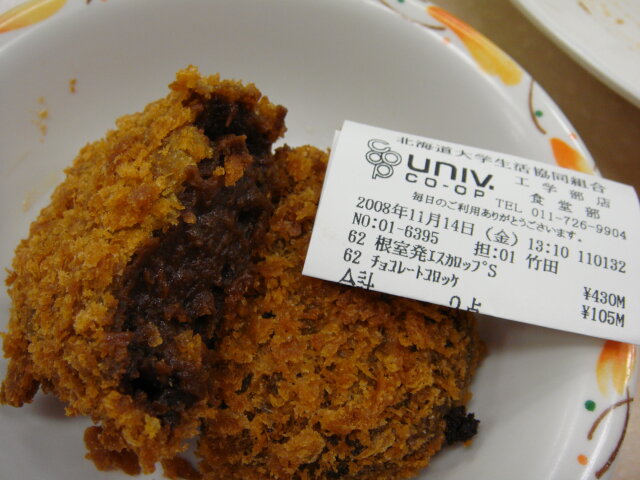 北海道大学生活協同組合
UNIV. 工学部店
CO-OP 食堂部
TEL 011-726-9904
毎日のご利用ありがとうございます。
2008年11月14日 (金) 13:10 110132
NO:01-6395 担:01 竹田
62 根室発ｴｽｶﾛｯﾌﾟS ¥430M
62 ﾁｮｺﾚｰﾄｺﾛｯｹ ¥105M
合計 2点